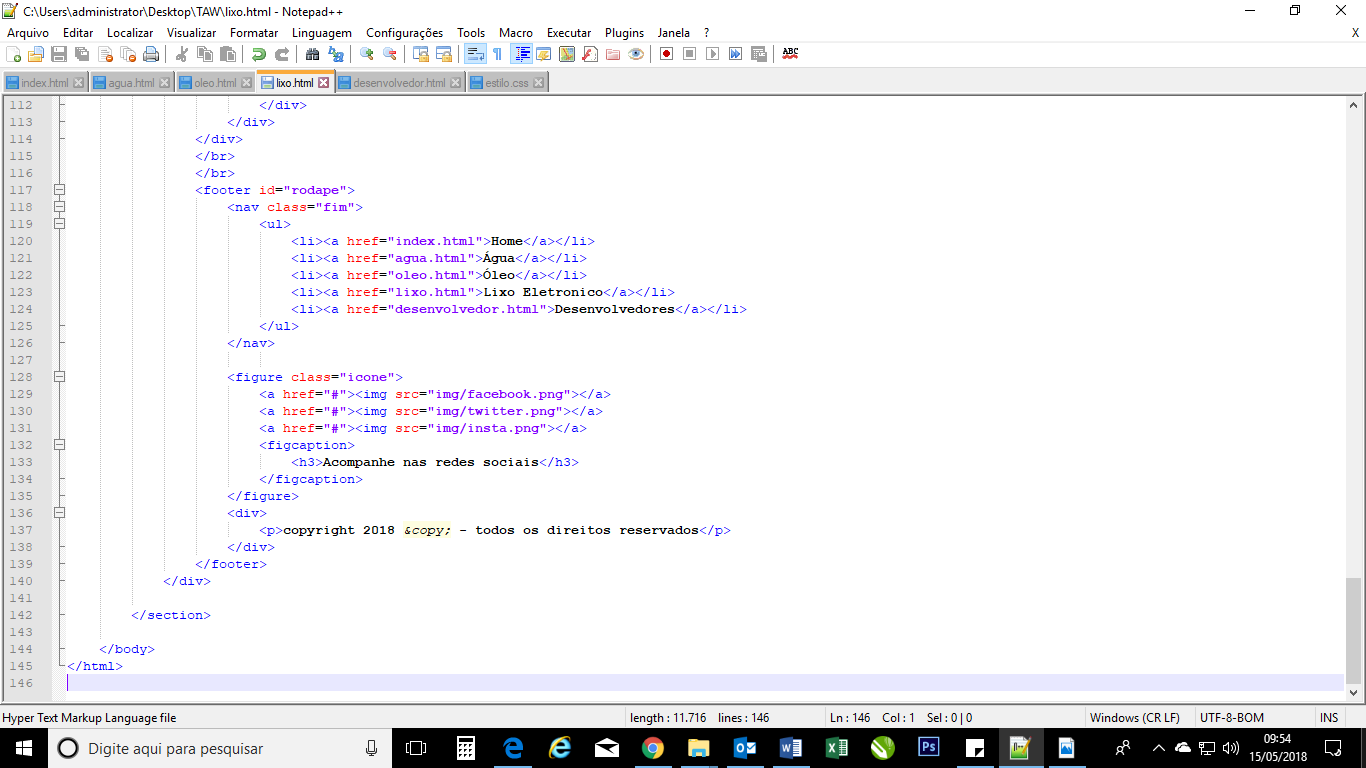 C:\Users\administrator\Desktop\TAW\lixo.html - Notepad++
Arquivo Editar Localizar Visualizar Formatar Linguagem Configurações Tools Macro Executar Plugins Janela ? X
ABC
index.html agua.html oleo.html lixo.html desenvolvedor.html estilo.css
112 </div>
113 </div>
114 </div>
115 </br>
116 </br>
117 <footer id="rodape">
118 <nav class="fim">
119 <ul>
120 <li><a href="index.html">Home</a></li>
121 <li><a href="agua.html">Água</a></li>
122 <li><a href="oleo.html">Óleo</a></li>
123 <li><a href="lixo.html">Lixo Eletronico</a></li>
124 <li><a href="desenvolvedor.html">Desenvolvedores</a></li>
125 </ul>
126 </nav>
127
128 <figure class="icone">
129 <a href="#"><img src="img/facebook.png"></a>
130 <a href="#"><img src="img/twitter.png"></a>
131 <a href="#"><img src="img/insta.png"></a>
132 <figcaption>
133 <h3>Acompanhe nas redes sociais</h3>
134 </figcaption>
135 </figure>
136 <div>
137 <p>copyright 2018 &copy; - todos os direitos reservados</p>
138 </div>
139 </footer>
140 </div>
141
142 </section>
143
144 </body>
145 </html>
146
Hyper Text Markup Language file length : 11.716 lines : 146 Ln : 146 Col : 1 Sel : 0 | 0 Windows (CR LF) UTF-8-BOM INS
Digite aqui para pesquisar
Ps
09:54
15/05/2018